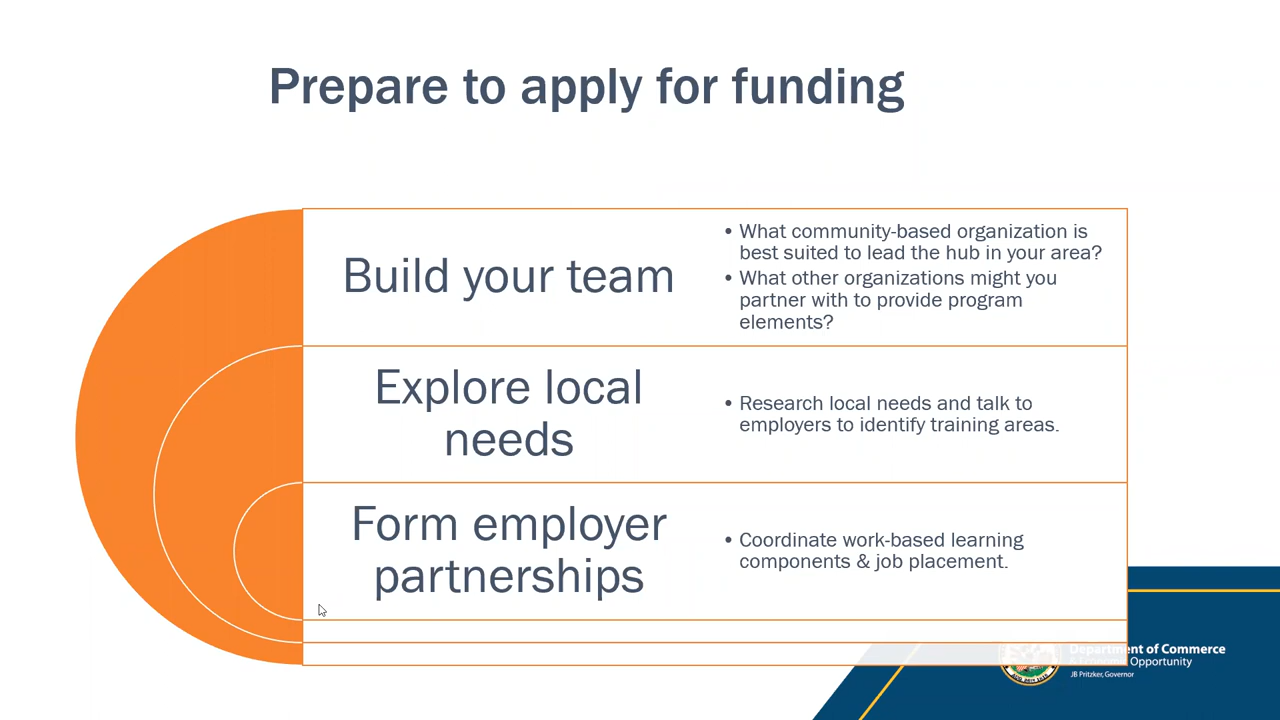 Prepare to apply for funding
Build your team
• What community-based organization is
best suited to lead the hub in your area?
• What other organizations might you
partner with to provide program
elements?
Explore local
needs
• Research local needs and talk to
employers to identify training areas.
Form employer
partnerships
• Coordinate work-based learning
components & job placement.
Department of Commerce
& Economic Opportunity
JB Pritzker, Governor